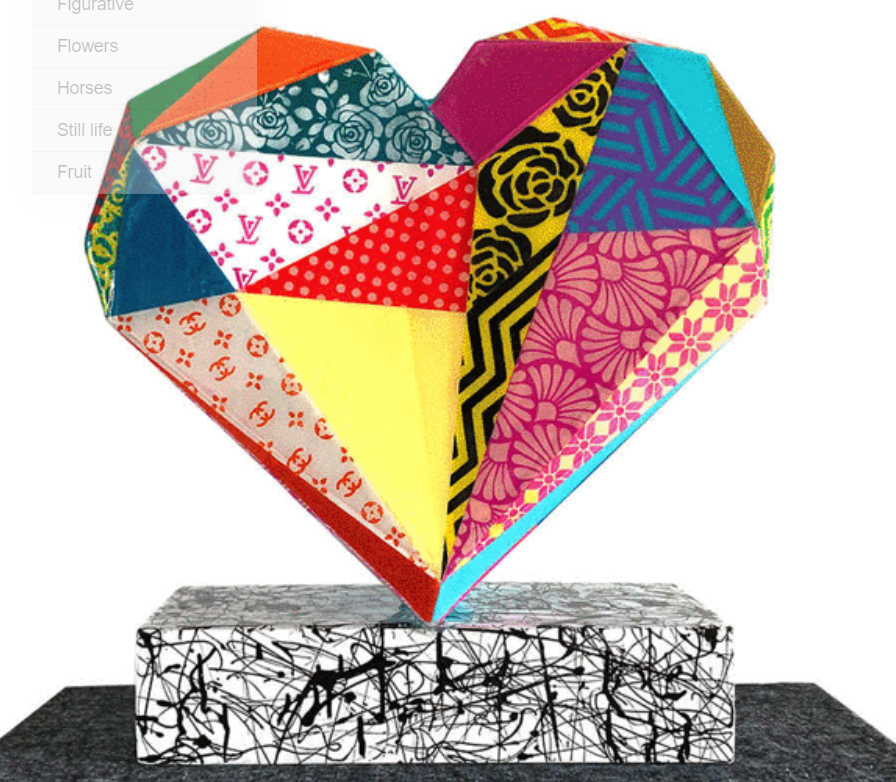 Figurative
Flowers
Horses
Still life
Fruit